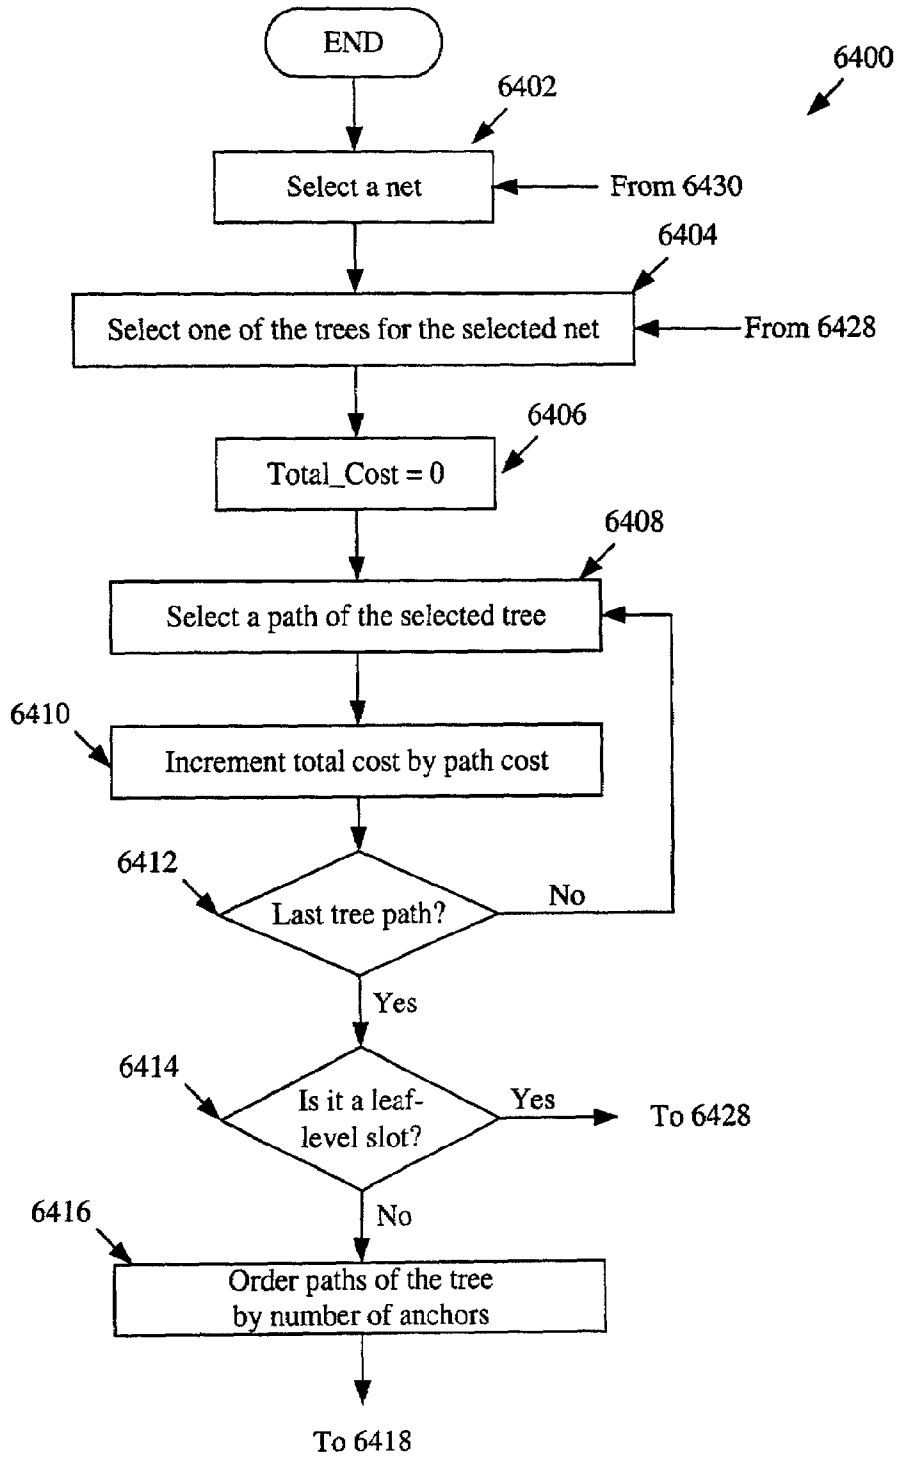 END
6400
6402
Select a net
From 6430
6404
Select one of the trees for the selected net
From 6428
6406
Total_Cost = 0
6408
Select a path of the selected tree
6410
Increment total cost by path cost
6412
Last tree path?
No
Yes
6414
Is it a leaf-
level slot?
Yes
To 6428
No
6416
Order paths of the tree
by number of anchors
To 6418